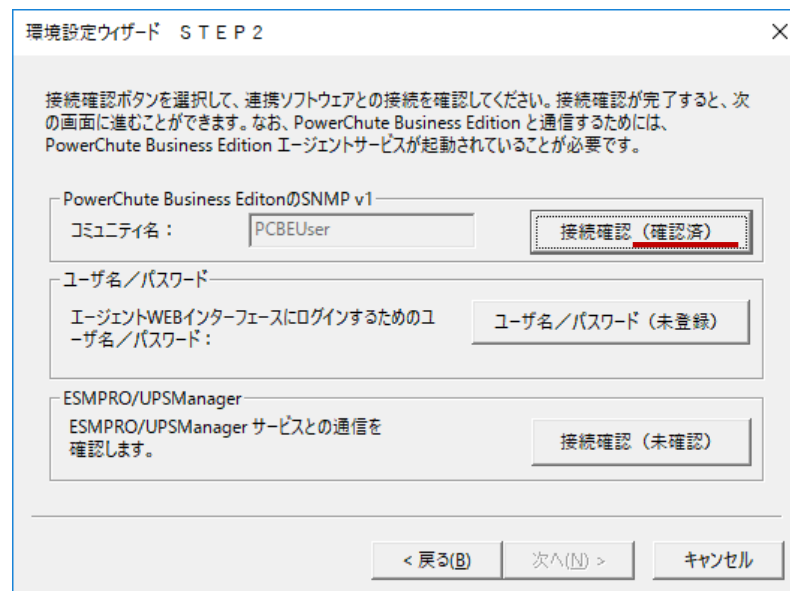 環境設定ウィザード　ＳＴＥＰ２
接続確認ボタンを選択して、連携ソフトウェアとの接続を確認してください。接続確認が完了すると、次
の画面に進むことができます。なお、PowerChute Business Edition と通信するためには、
PowerChute Business Edition エージェントサービスが起動されていることが必要です。
PowerChute Business EditonのSNMP v1
コミュニティ名：
PCBEUser
接続確認（確認済）
ユーザ名／パスワード
エージェントWEBインターフェースにログインするためのユ
ーザ名／パスワード：
ユーザ名／パスワード（未登録）
ESMPRO/UPSManager
ESMPRO/UPSManager サービスとの通信を
確認します。
接続確認（未確認）
< 戻る(B)
次へ(N) >
キャンセル